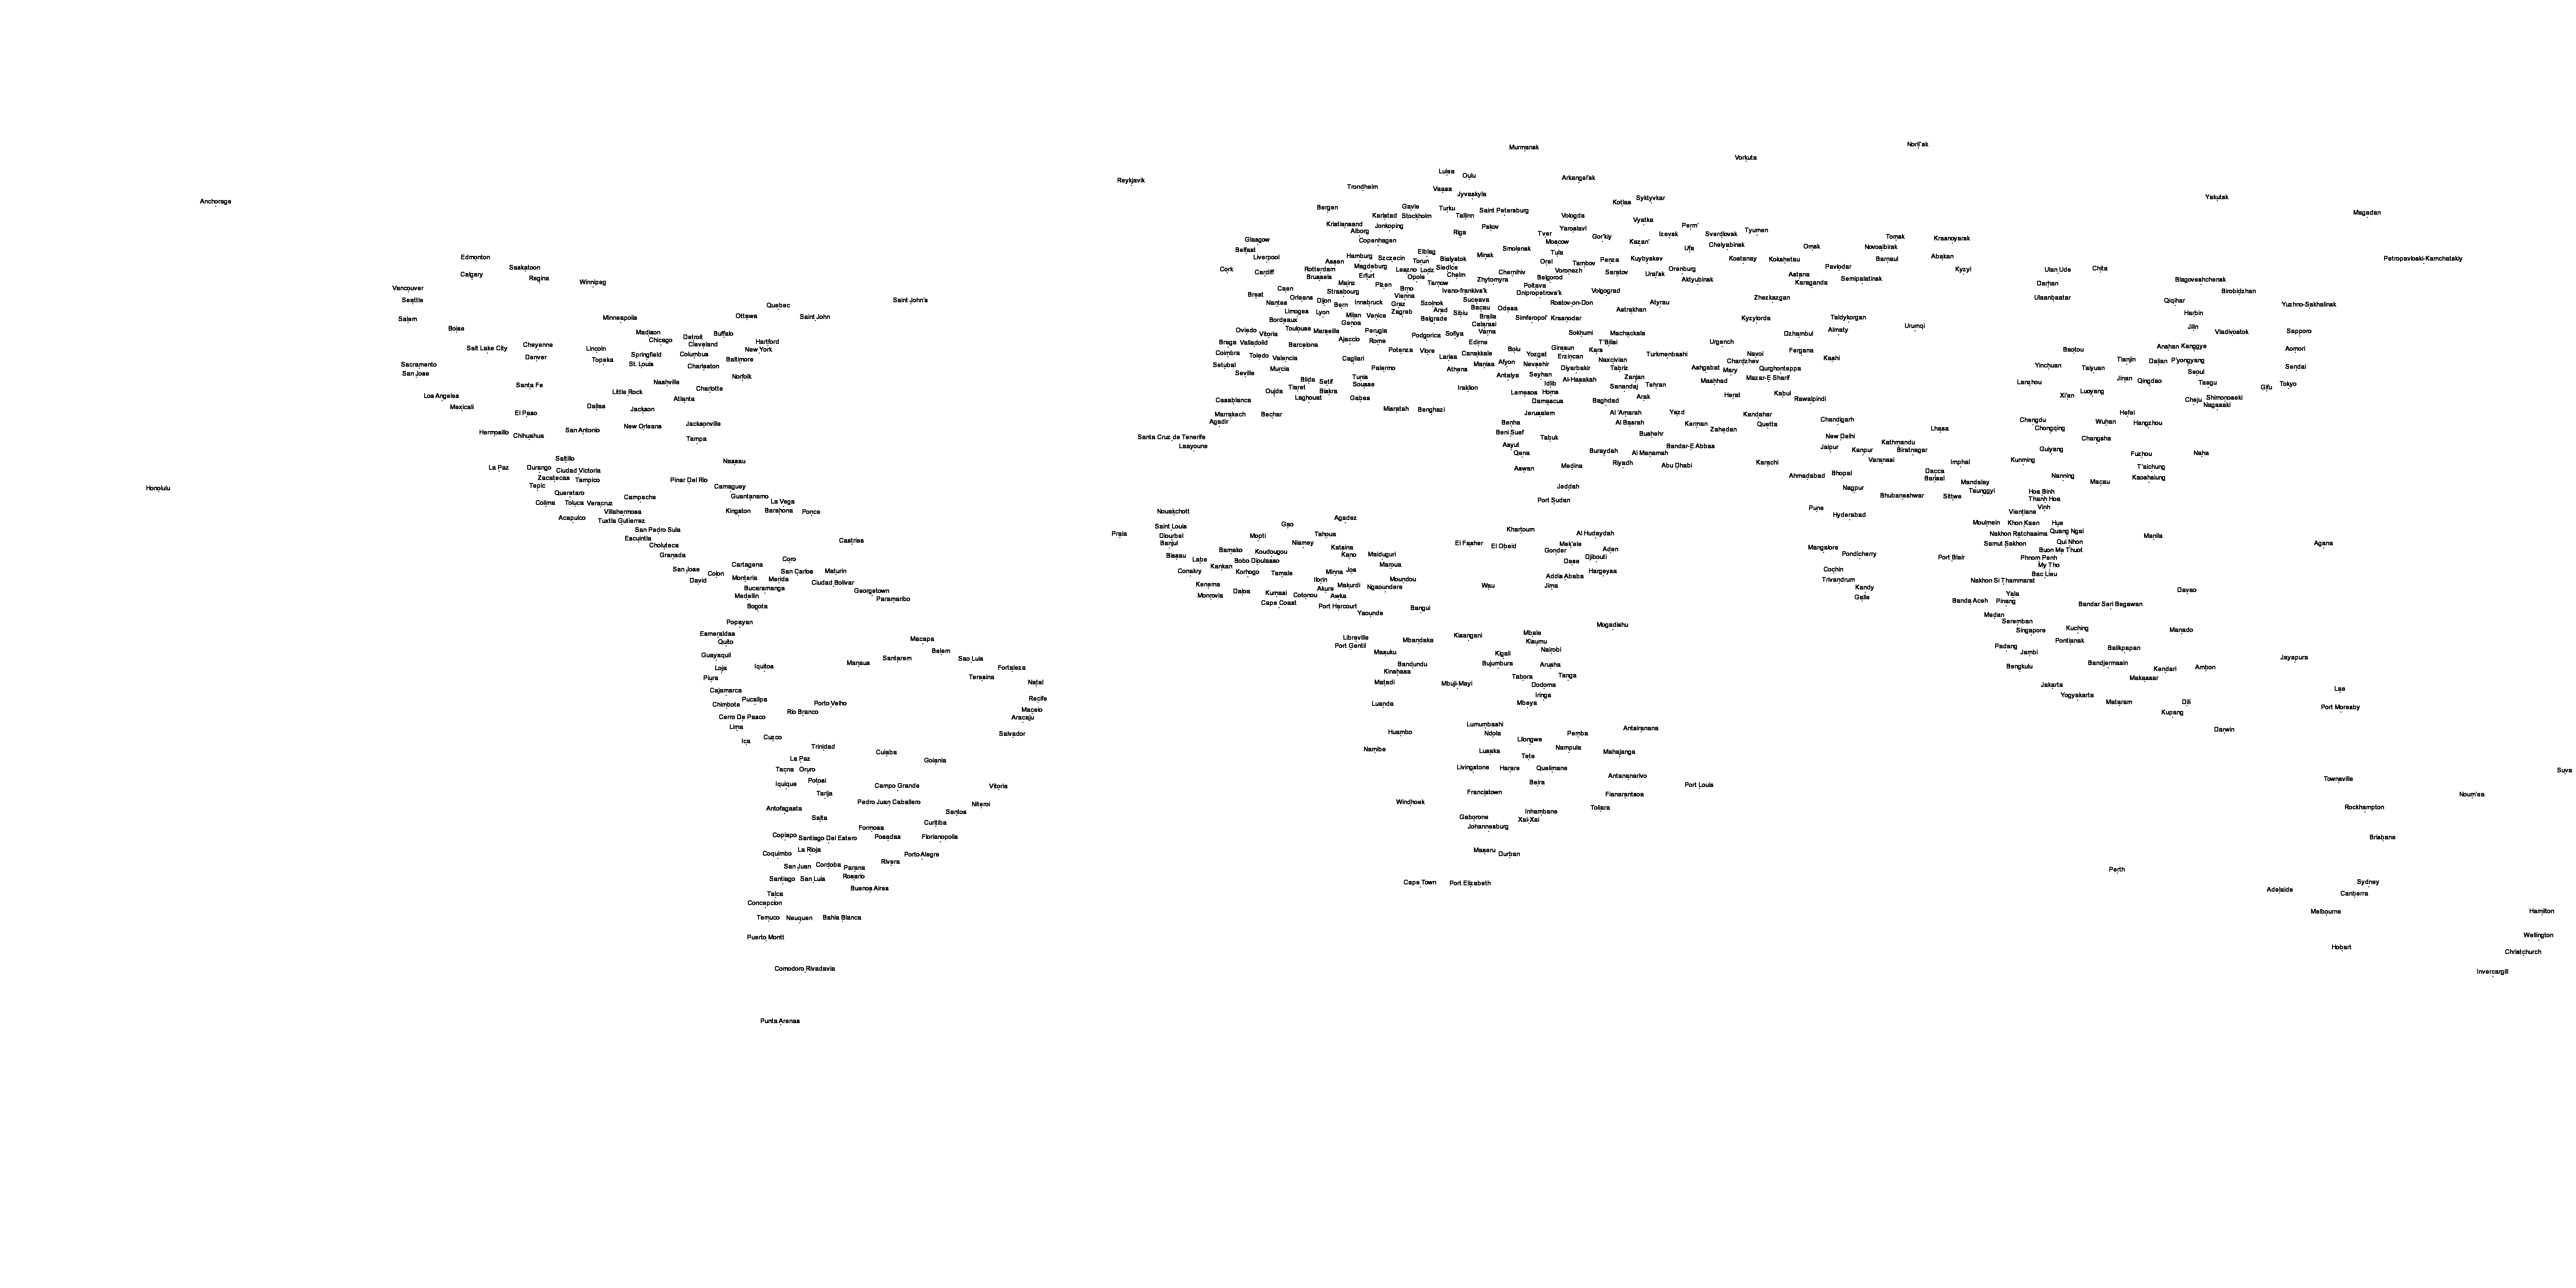 Murmansk
Noril'sk
Vorkuta
Reykjavik
Lulea
Oulu
Arkangel'sk
Trondheim
Vaasa
Jyvaskyla
Syktyvkar
Yakutsk
Anchorage
Kotlas
Bergen
Gavle
Turku
Saint Petersburg
Magadan
Karlstad
Stockholm
Tallinn
Vologda
Kristiansand
Jonkoping
Vyatka
Alborg
Riga
Pskov
Yaroslavl
Perm'
Tver
Gor'kiy
Izevsk
Sverdlovsk
Tyumen
Glasgow
Copenhagen
Moscow
Kazan'
Tomsk
Krasnoyarsk
Belfast
Smolensk
Ufa
Chelyabinsk
Omsk
Novosibirsk
Edmonton
Liverpool
Hamburg
Szczecin
Elblag
Bialystok
Minsk
Tula
Kuybyskev
Kostanay
Kokshetau
Barnaul
Abakan
Petropavloski-Kamchatskiy
Saskatoon
Cork
Cardiff
Assen
Rotterdam
Magdeburg
Torun
Leszno
Lodz
Siedlce
Orel
Tambov
Penza
Pavlodar
Kyzyl
Ulan Ude
Chita
Calgary
Regina
Winnipeg
Brussels
Erfurt
Opole
Chelm
Chernihiv
Voronezh
Saratov
Ural'sk
Orenburg
Astana
Semipalatinsk
Blagoveshchensk
Vancouver
Brest
Caen
Mainz
Plzen
Brno
Tarnow
Zhytomyra
Belgorod
Poltava
Aktyubinsk
Karaganda
Darhan
Birobidzhan
Seattle
Saint John's
Quebec
Nantes
Orleans
Dijon
Strasbourg
Bern
Innsbruck
Vienna
Graz
Szolnok
Ivano-frankivs'k
Suceava
Dnipropetrovs'k
Volgograd
Zhezkazgan
Ulaanbaatar
Qiqihar
Yuzhno-Sakhalinsk
Salem
Minneapolis
Ottawa
Saint John
Limoges
Lyon
Milan
Venice
Zagreb
Arad
Sibiu
Bacau
Odesa
Rostov-on-Don
Astrakhan
Atyrau
Harbin
Boise
Bordeaux
Genoa
Belgrade
Braila
Simferopol'
Krasnodar
Kyzylorda
Taldykorgan
Urumqi
Jilin
Vladivostok
Sapporo
Madison
Chicago
Detroit
Buffalo
Cleveland
Hartford
Oviedo
Vitoria
Toulouse
Marseille
Perugia
Podgorica
Sofiya
Calarasi
Varna
Sokhumi
Machackala
Dzhambul
Almaty
Salt Lake City
Cheyenne
Lincoln
Springfield
Columbus
New York
Braga
Valladolid
Barcelona
Ajaccio
Rome
Edirne
T'Bilisi
Urgench
Baotou
Anshan
Kanggye
Aomori
Denver
Topeka
St. Louis
Charleston
Baltimore
Coimbra
Toledo
Valencia
Cagliari
Potenza
Vlore
Larisa
Canakkale
Bolu
Yozgat
Giresun
Kars
Naxcivian
Turkmenbashi
Navoi
Chardzhev
Fergana
Kashi
Tianjin
Dalian
P'yongyang
Sendai
Sacramento
San Jose
Nashville
Norfolk
Setubal
Seville
Murcia
Palermo
Athens
Manisa
Afyon
Nevsehir
Erzincan
Diyarbakir
Tabriz
Ashgabat
Mary
Qurghonteppa
Yinchuan
Taiyuan
Seoul
Santa Fe
Little Rock
Charlotte
Blida
Setif
Tunis
Antalya
Seyhan
Al-Hasakah
Zanjan
Mashhad
Mazar-E Sharif
Lanzhou
Jinan
Qingdao
Taegu
Gifu
Tokyo
Los Angeles
Atlanta
Oujda
Tiaret
Biskra
Sousse
Iraklion
Lemesos
Idlib
Homs
Sanandaj
Tehran
Herat
Kabul
Xi'an
Luoyang
Shimonoseki
Mexicali
Dallas
Jackson
Casablanca
Laghouat
Gabes
Damascus
Baghdad
Arak
Rawalpindi
Cheju
Nagasaki
El Paso
Marrakech
Bechar
Misratah
Benghazi
Jerusalem
Al 'Amarah
Yazd
Kandahar
Chandigarh
Hefei
Hermosillo
Chihuahua
San Antonio
New Orleans
Jacksonville
Agadir
Benha
Al Basrah
Kerman
Quetta
Chengdu
Wuhan
Hangzhou
Tampa
Santa Cruz de Tenerife
Beni Suef
Tabuk
Bushehr
Zahedan
New Delhi
Lhasa
Chongqing
Changsha
Laayoune
Asyut
Qena
Buraydah
Al Manamah
Bandar-E Abbas
Jaipur
Kanpur
Kathmandu
Biratnagar
Guiyang
Fuzhou
Naha
La Paz
Durango
Saltillo
Nassau
Aswan
Medina
Riyadh
Abu Dhabi
Karachi
Varanasi
Imphal
Kunming
T'aichung
Zacatecas
Ciudad Victoria
Tampico
Pinar Del Rio
Ahmadabad
Bhopal
Dacca
Barisal
Nanning
Kaoshsiung
Honolulu
Tepic
Queretaro
Campeche
Camaguey
Guantanamo
Jeddah
Nagpur
Mandalay
Macau
Colima
Toluca
Veracruz
La Vega
Port Sudan
Bhubaneshwar
Sittwe
Taunggyi
Hoa Binh
Thanh Hoa
Acapulco
Villahermosa
Tuxtla Gutierrez
Kingston
Barahona
Ponce
Nouakchott
Agadez
Pune
Hyderabad
Vientiane
Vinh
San Pedro Sula
Praia
Saint Louis
Diourbel
Banjul
Gao
Mopti
Tahoua
Khartoum
Al Hudaydah
Moulmein
Khon Kaen
Hue
Nakhon Ratchasima
Quang Ngai
Manila
Escuintla
Choluteca
Castries
Niamey
Katsina
El Fasher
El Obeid
Mek'ele
Samut Sakhon
Qui Nhon
Agana
Granada
Coro
Bissau
Labe
Bamako
Koudougou
Bobo Dioulasso
Kano
Maiduguri
Gonder
Aden
Djibouti
Mangalore
Pondicherry
Port Blair
Buon Me Thuot
Phnom Penh
San Jose
Colon
Cartagena
San Carlos
Maturin
Conakry
Kankan
Korhogo
Tamale
Minna
Jos
Maroua
Dese
Hargeysa
Cochin
My Tho
Bac Lieu
David
Monteria
Merida
Ciudad Bolivar
Kenema
Ilorin
Makurdi
Moundou
Ngaoundere
Addis Ababa
Jima
Wau
Trivandrum
Kandy
Nakhon Si Thammarat
Bucaramanga
Medellin
Georgetown
Paramaribo
Monrovia
Daloa
Kumasi
Cotonou
Akure
Awka
Galle
Yala
Davao
Bogota
Cape Coast
Port Harcourt
Yaounde
Bangui
Banda Aceh
Pinang
Bandar Seri Begawan
Popayan
Mogadishu
Medan
Seremban
Esmeraldas
Quito
Macapa
Libreville
Port Gentil
Mbandaka
Kisangani
Mbale
Kisumu
Singapore
Kuching
Manado
Guayaquil
Belem
Masuku
Kigali
Nairobi
Padang
Jambi
Pontianak
Balikpapan
Loja
Iquitos
Manaus
Santarem
Sao Luis
Fortaleza
Bandundu
Kinshasa
Bujumbura
Arusha
Bengkulu
Bandjarmasin
Kendari
Ambon
Jayapura
Piura
Teresina
Natal
Matadi
Mbuji-Mayi
Tabora
Dodoma
Tanga
Jakarta
Makassar
Cajamarca
Pucallpa
Recife
Iringa
Yogyakarta
Lae
Chimbote
Porto Velho
Rio Branco
Maceio
Luanda
Mbeya
Mataram
Dili
Kupang
Port Moresby
Cerro De Pasco
Aracaju
Lima
Salvador
Huambo
Lumumbashi
Ndola
Pemba
Antsiranana
Darwin
Ica
Cuzco
Trinidad
Cuiaba
Namibe
Lusaka
Lilongwe
Nampula
Mahajanga
La Paz
Goiania
Tete
Tacna
Oruro
Livingstone
Harare
Quelimane
Suva
Iquique
Potosi
Campo Grande
Vitoria
Beira
Antananarivo
Port Louis
Townsville
Tarija
Pedro Juan Caballero
Niteroi
Windhoek
Francistown
Fianarantsoa
Noum'ea
Antofagasta
Salta
Santos
Gaborone
Inhambane
Xai-Xai
Toliara
Rockhampton
Curitiba
Formosa
Johannesburg
Copiapo
Santiago Del Estero
Posadas
Florianopolis
Brisbane
Coquimbo
La Rioja
Porto Alegre
Maseru
Durban
San Juan
Cordoba
Parana
Rivera
Perth
Santiago
San Luis
Rosario
Cape Town
Port Elizabeth
Sydney
Talca
Buenos Aires
Adelaide
Canberra
Concepcion
Melbourne
Hamilton
Temuco
Neuquen
Bahia Blanca
Puerto Montt
Wellington
Hobart
Christchurch
Comodoro Rivadavia
Invercargill
Punta Arenas